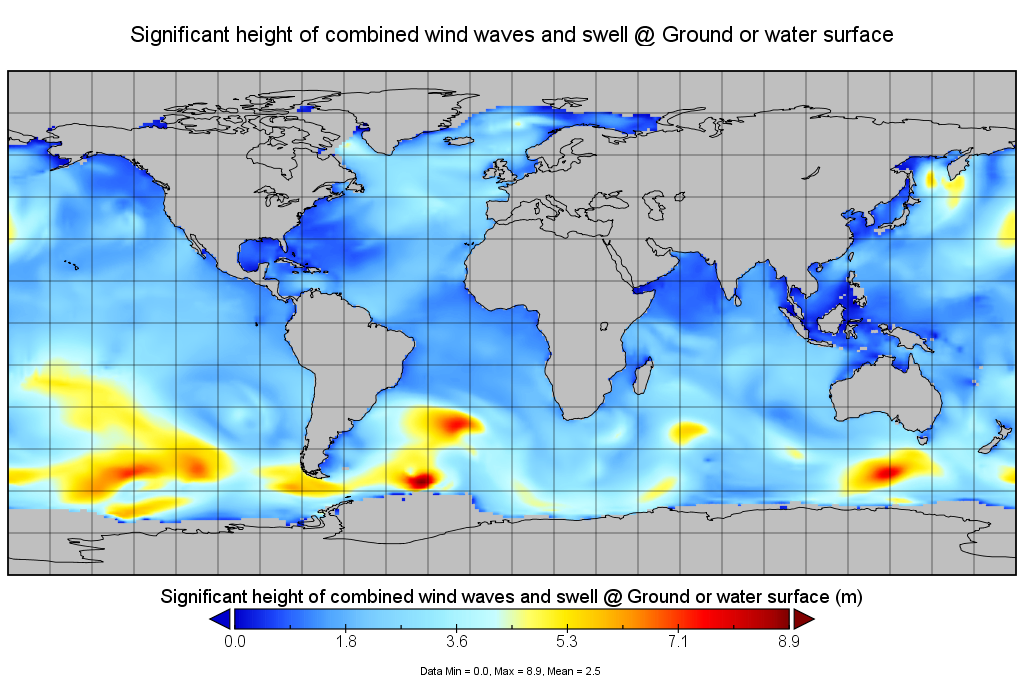 Significant height of combined wind waves and swell @ Ground or water surface
Significant height of combined wind waves and swell @ Ground or water surface (m)
0.0 1.8 3.6 5.3 7.1 8.9
Data Min = 0.0, Max = 8.9, Mean = 2.5